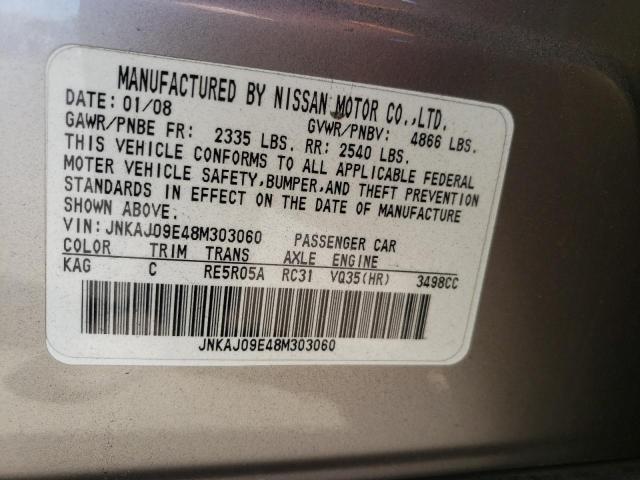 MANUFACTURED BY NISSAN MOTOR CO.,LTD.
DATE: 01/08 GVWR/PNBV: 4866 LBS.
GAWR/PNBE FR: 2335 LBS. RR: 2540 LBS.
THIS VEHICLE CONFORMS TO ALL APPLICABLE FEDERAL
MOTER VEHICLE SAFETY,BUMPER,AND THEFT PREVENTION
STANDARDS IN EFFECT ON THE DATE OF MANUFACTURE
SHOWN ABOVE.
VIN:JNKAJ09E48M303060 PASSENGER CAR
COLOR TRIM TRANS AXLE ENGINE
KAG C RE5R05A RC31 VQ35(HR) 3498CC
JNKAJ09E48M303060